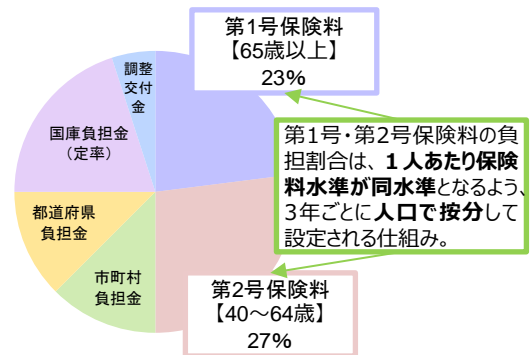 第1号保険料
【65歳以上】
23%
調整
交付
金
国庫負担金
（定率）
第1号・第2号保険料の負
担割合は、１人あたり保険
料水準が同水準となるよう、
3年ごとに人口で按分して
設定される仕組み。
都道府県
負担金
市町村
負担金
第2号保険料
【40～64歳】
27%